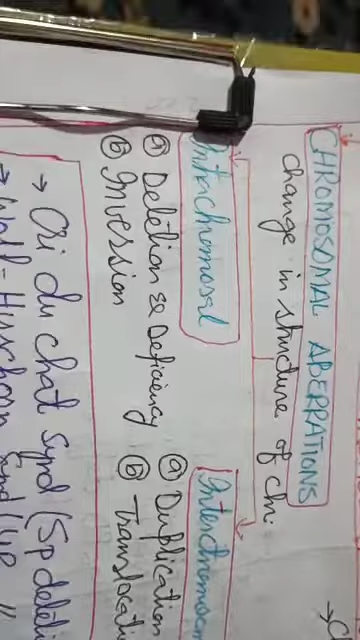 CHROMOSOMAL ABERRATIONS
change in structure of chr.
Intrachromosomal
ⓐ Deletion or Deficiency
ⓑ Inversion
Interchromosom
ⓐ Duplication
ⓑ Translocati
→ Cri du chat Synd (5p deleti